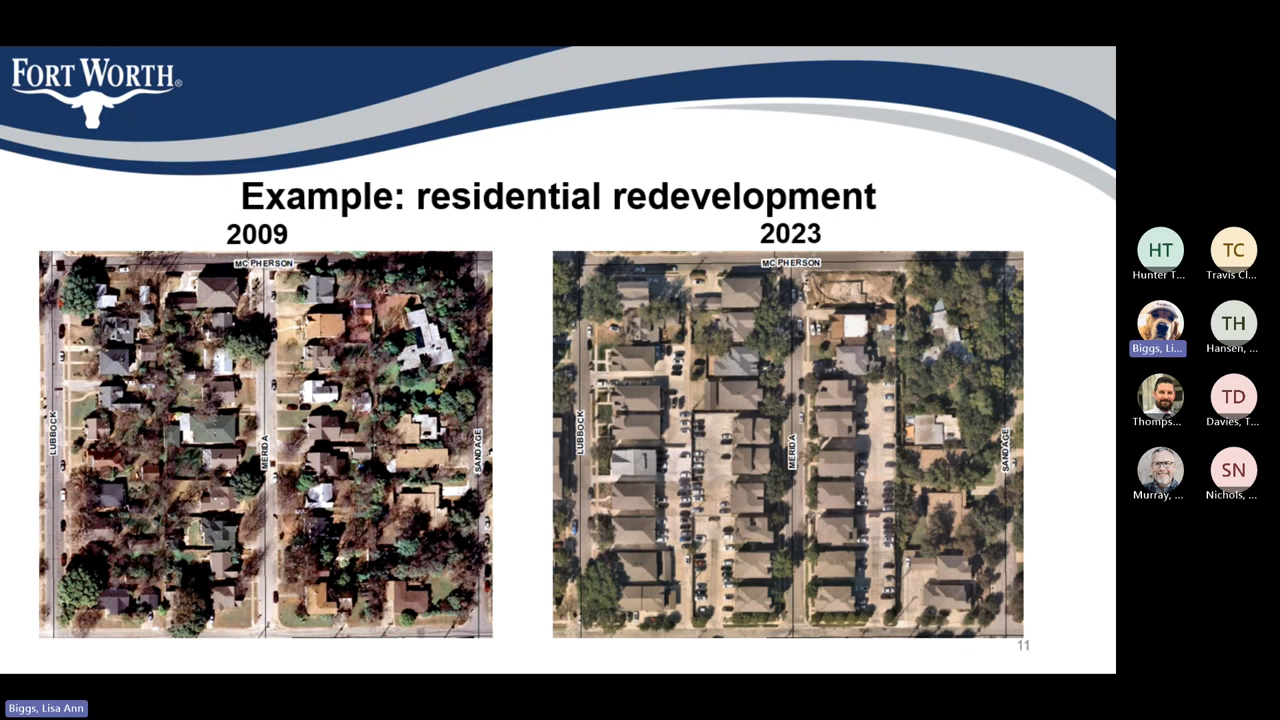 FORT WORTH®
Example: residential redevelopment
2009
2023
MC PHERSON
LUBBOCK
MERIDA
SANDAGE
MC PHERSON
LUBBOCK
MERIDA
SANDAGE
11
HT
Hunter T...
TC
Travis Cl...
Biggs, Li...
TH
Hansen, ...
Thomps...
TD
Davies, T...
Murray, ...
SN
Nichols, ...
Biggs, Lisa Ann